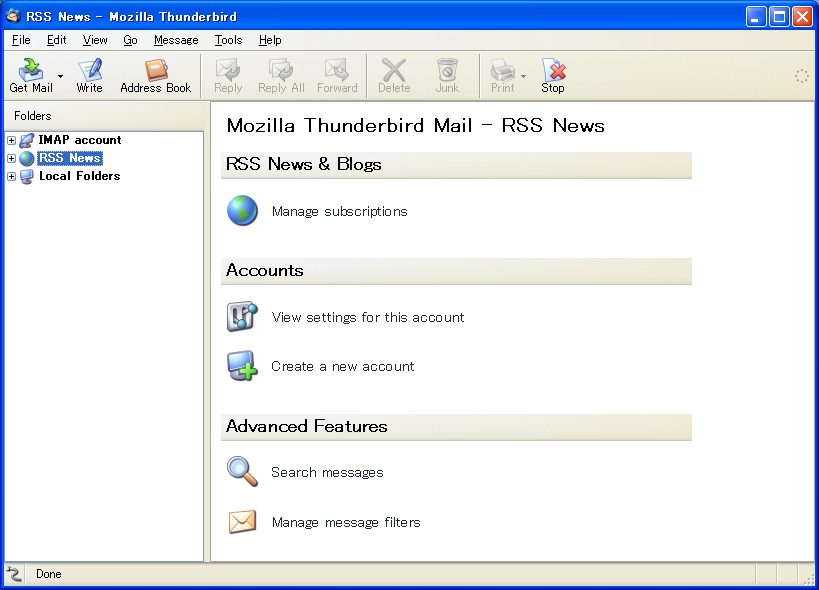 RSS News - Mozilla Thunderbird
File Edit View Go Message Tools Help
Get Mail Write Address Book Reply Reply All Forward Delete Junk Print Stop
Folders
IMAP account
RSS News
Local Folders
Mozilla Thunderbird Mail - RSS News
RSS News & Blogs
Manage subscriptions
Accounts
View settings for this account
Create a new account
Advanced Features
Search messages
Manage message filters
Done